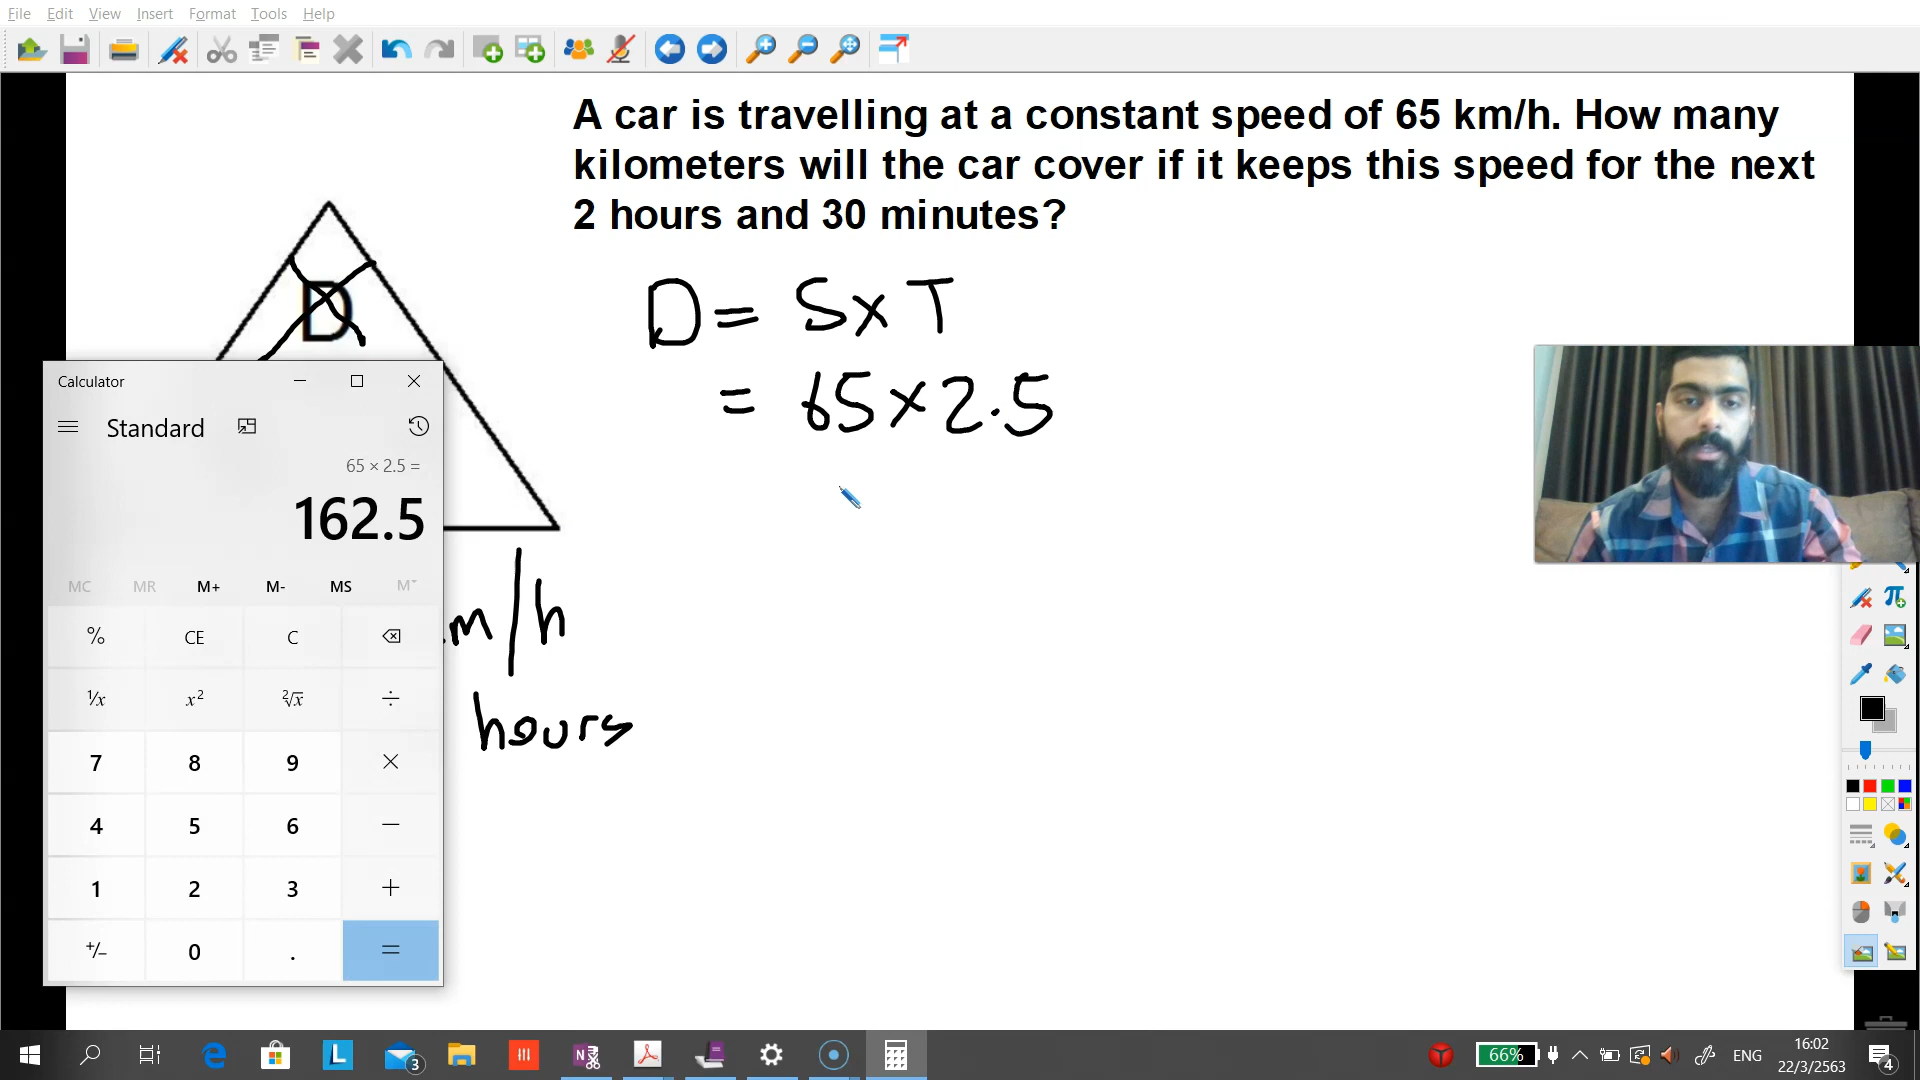 File Edit View Insert Format Tools Help
A car is travelling at a constant speed of 65 km/h. How many
kilometers will the car cover if it keeps this speed for the next
2 hours and 30 minutes?
D
D = S x T
= 65 x 2.5
Calculator
Standard
65 × 2.5 =
162.5
MC MR M+ M- MS M˅
% CE C
¹/x x² ²√x ÷
7 8 9 ×
4 5 6 −
1 2 3 +
+/− 0 . =
m/h
hours
π
L 3 N 66% ENG 16:02
22/3/2563 4